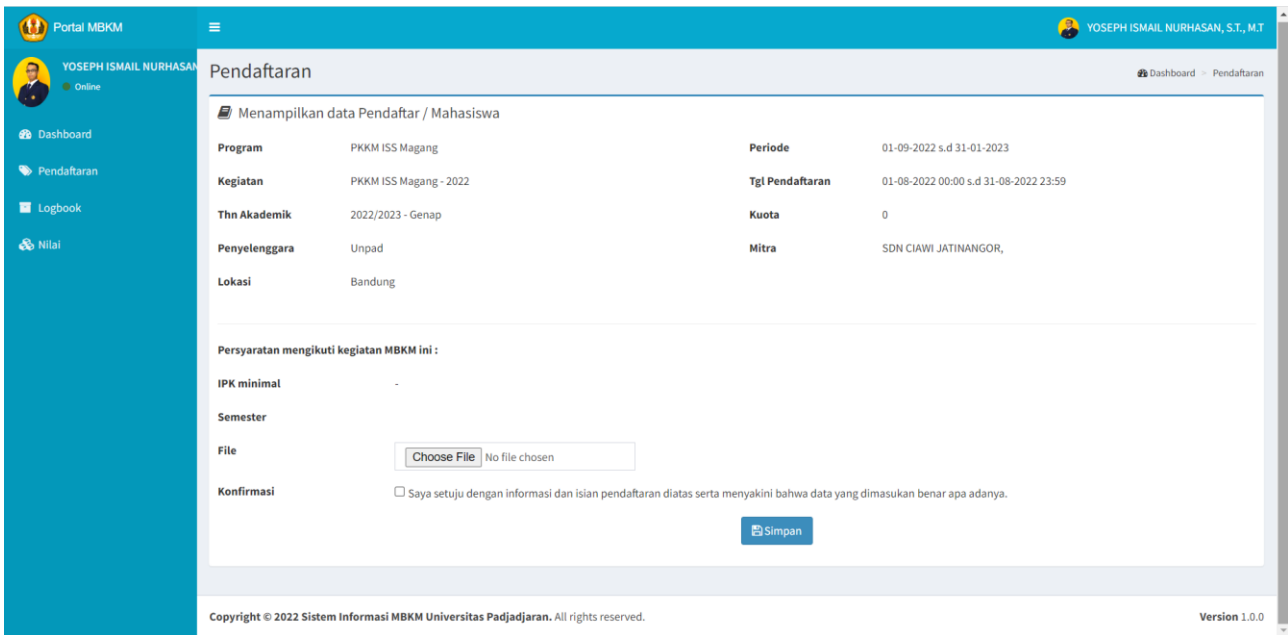 Portal MBKM
YOSEPH ISMAIL NURHASAN, S.T., M.T
YOSEPH ISMAIL NURHASAN
Online
Dashboard
Pendaftaran
Logbook
Nilai
Pendaftaran
Dashboard > Pendaftaran
Menampilkan data Pendaftar / Mahasiswa
Program PKKM ISS Magang Periode 01-09-2022 s.d 31-01-2023
Kegiatan PKKM ISS Magang - 2022 Tgl Pendaftaran 01-08-2022 00:00 s.d 31-08-2022 23:59
Thn Akademik 2022/2023 - Genap Kuota 0
Penyelenggara Unpad Mitra SDN CIAWI JATINANGOR,
Lokasi Bandung
Persyaratan mengikuti kegiatan MBKM ini :
IPK minimal -
Semester
File Choose File No file chosen
Konfirmasi Saya setuju dengan informasi dan isian pendaftaran diatas serta menyakini bahwa data yang dimasukan benar apa adanya.
Simpan
Copyright © 2022 Sistem Informasi MBKM Universitas Padjadjaran. All rights reserved. Version 1.0.0